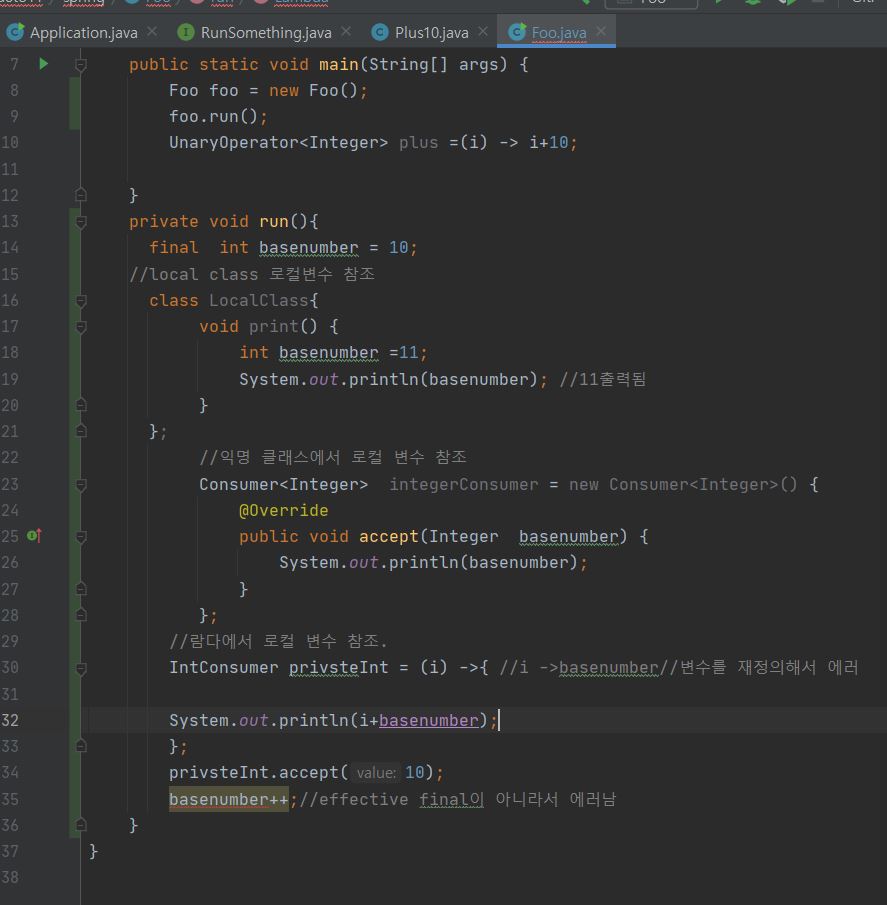 spring
Application.java
RunSomething.java
Plus10.java
Foo.java
7 public static void main(String[] args) {
8 Foo foo = new Foo();
9 foo.run();
10 UnaryOperator<Integer> plus =(i) -> i+10;
11
12 }
13 private void run(){
14 final  int basenumber = 10;
15 //local class 로컬변수 참조
16 class LocalClass{
17 void print() {
18 int basenumber =11;
19 System.out.println(basenumber); //11출력됨
20 }
21 };
22 //익명 클래스에서 로컬 변수 참조
23 Consumer<Integer>  integerConsumer = new Consumer<Integer>() {
24 @Override
25 public void accept(Integer  basenumber) {
26 System.out.println(basenumber);
27 }
28 };
29 //람다에서 로컬 변수 참조.
30 IntConsumer privsteInt = (i) ->{ //i ->basenumber//변수를 재정의해서 에러
31
32 System.out.println(i+basenumber);
33 };
34 privsteInt.accept( value: 10);
35 basenumber++;//effective final이 아니라서 에러남
36 }
37 }
38